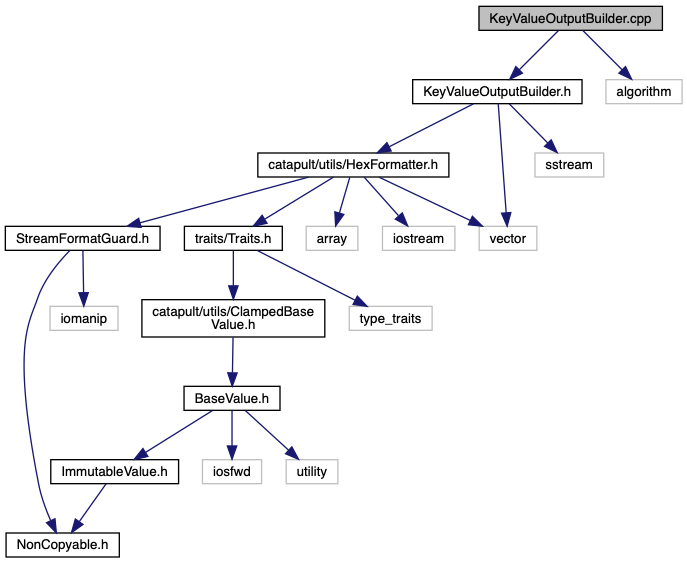 KeyValueOutputBuilder.cpp
KeyValueOutputBuilder.h
algorithm
catapult/utils/HexFormatter.h
sstream
StreamFormatGuard.h
traits/Traits.h
array
iostream
vector
iomanip
catapult/utils/ClampedBase
Value.h
type_traits
BaseValue.h
ImmutableValue.h
iosfwd
utility
NonCopyable.h